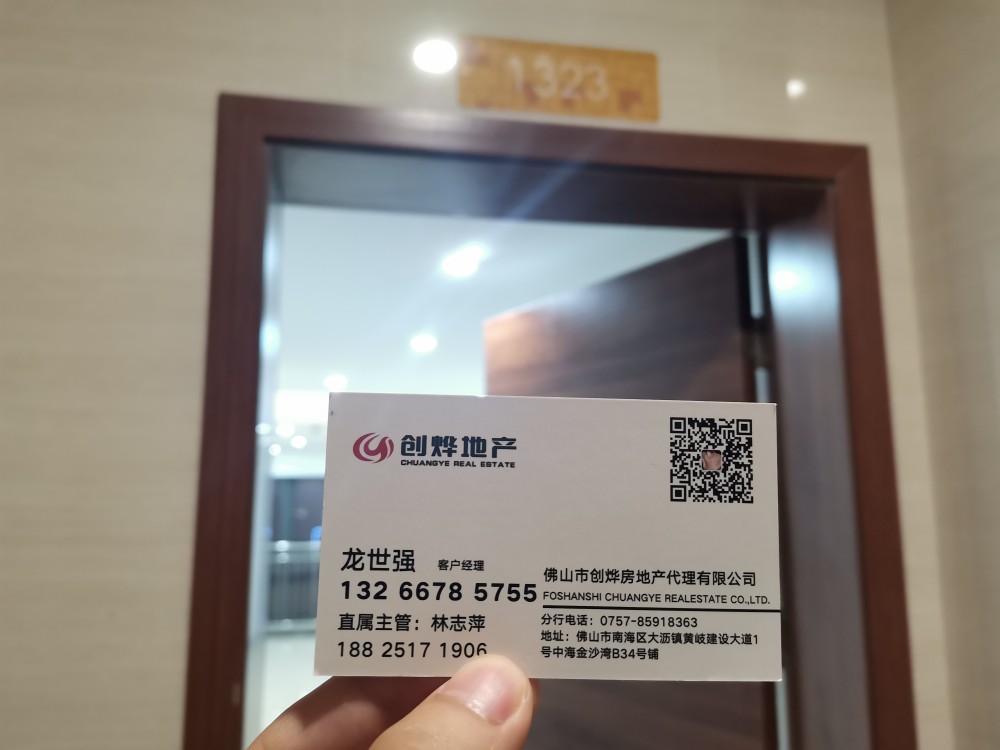 1323
创烨地产
CHUANGYE REAL ESTATE
龙世强 客户经理
132 6678 5755
直属主管：林志萍
188 2517 1906
佛山市创烨房地产代理有限公司
FOSHANSHI CHUANGYE REALESTATE CO.,LTD.
分行电话：0757-85918363
地址：佛山市南海区大沥镇黄岐建设大道1
号中海金沙湾B34号铺